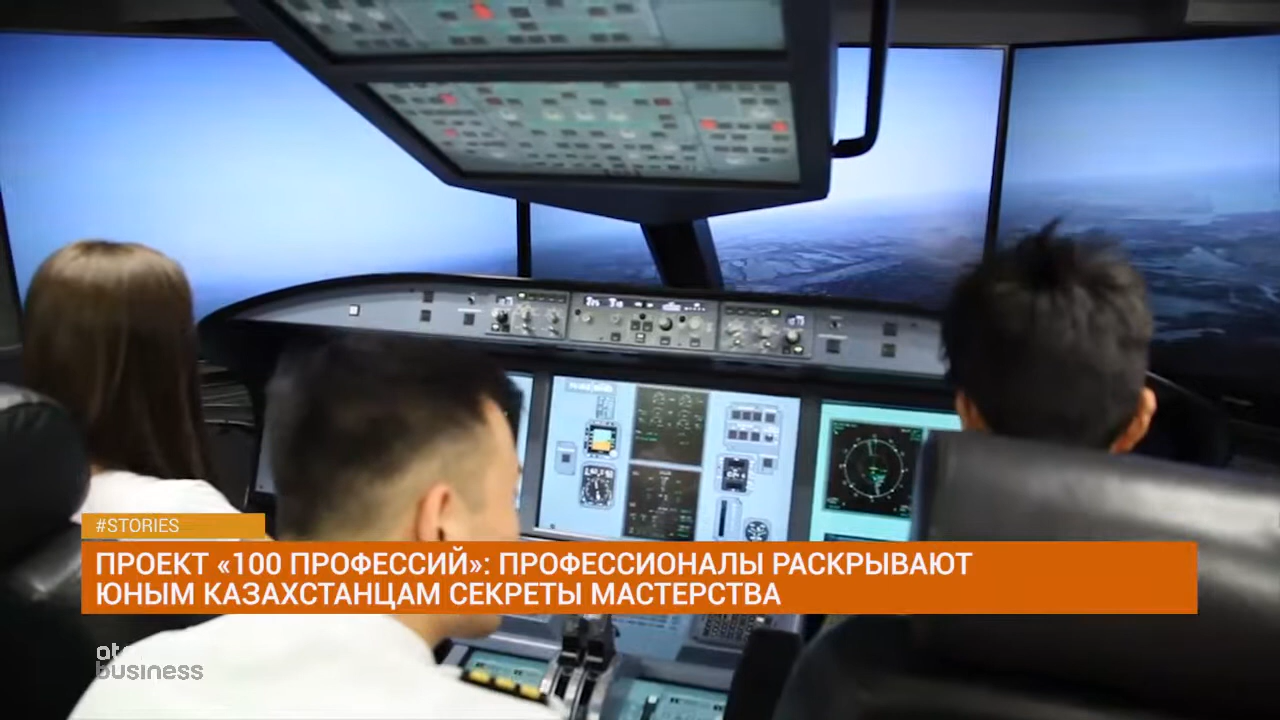 #STORIES
ПРОЕКТ «100 ПРОФЕССИЙ»: ПРОФЕССИОНАЛЫ РАСКРЫВАЮТ
ЮНЫМ КАЗАХСТАНЦАМ СЕКРЕТЫ МАСТЕРСТВА
business